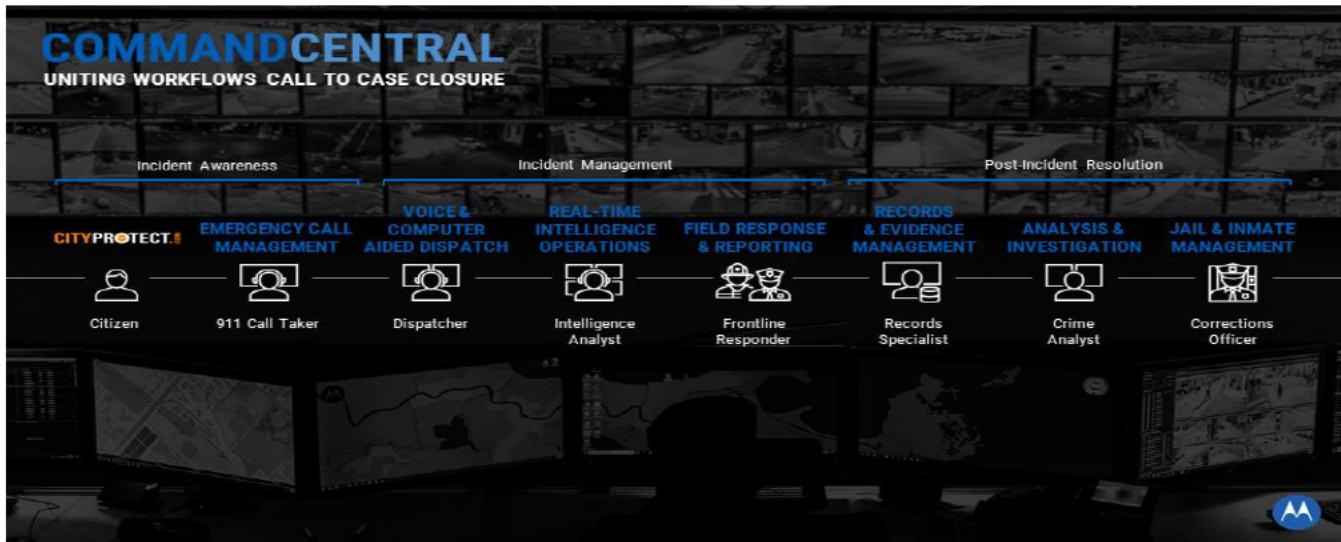 COMMANDCENTRAL
UNITING WORKFLOWS CALL TO CASE CLOSURE
Incident Awareness
Incident Management
Post-Incident Resolution
CITYPROTECT
EMERGENCY CALL
MANAGEMENT
VOICE &
COMPUTER
AIDED DISPATCH
REAL-TIME
INTELLIGENCE
OPERATIONS
FIELD RESPONSE
& REPORTING
RECORDS
& EVIDENCE
MANAGEMENT
ANALYSIS &
INVESTIGATION
JAIL & INMATE
MANAGEMENT
Citizen
911 Call Taker
Dispatcher
Intelligence
Analyst
Frontline
Responder
Records
Specialist
Crime
Analyst
Corrections
Officer
6.2